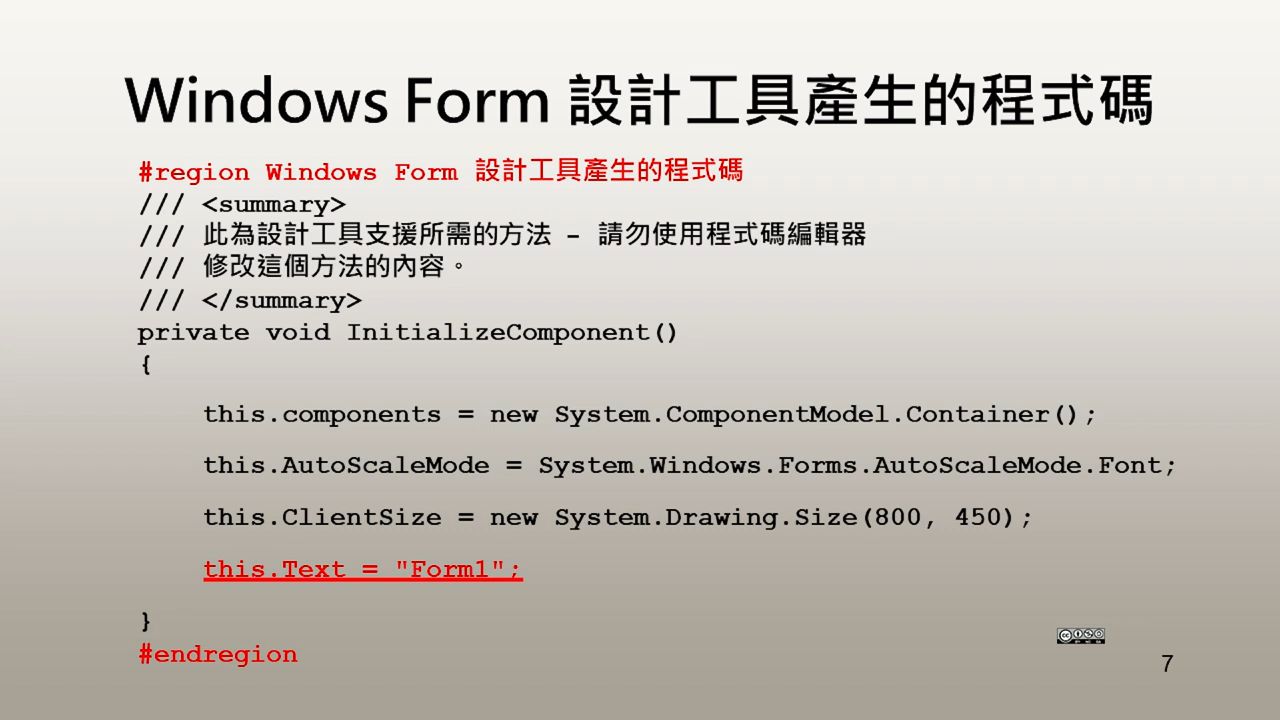 Windows Form 設計工具產生的程式碼
#region Windows Form 設計工具產生的程式碼
/// <summary>
/// 此為設計工具支援所需的方法 – 請勿使用程式碼編輯器
/// 修改這個方法的內容。
/// </summary>
private void InitializeComponent()
{
this.components = new System.ComponentModel.Container();
this.AutoScaleMode = System.Windows.Forms.AutoScaleMode.Font;
this.ClientSize = new System.Drawing.Size(800, 450);
this.Text = "Form1";
}
#endregion
7